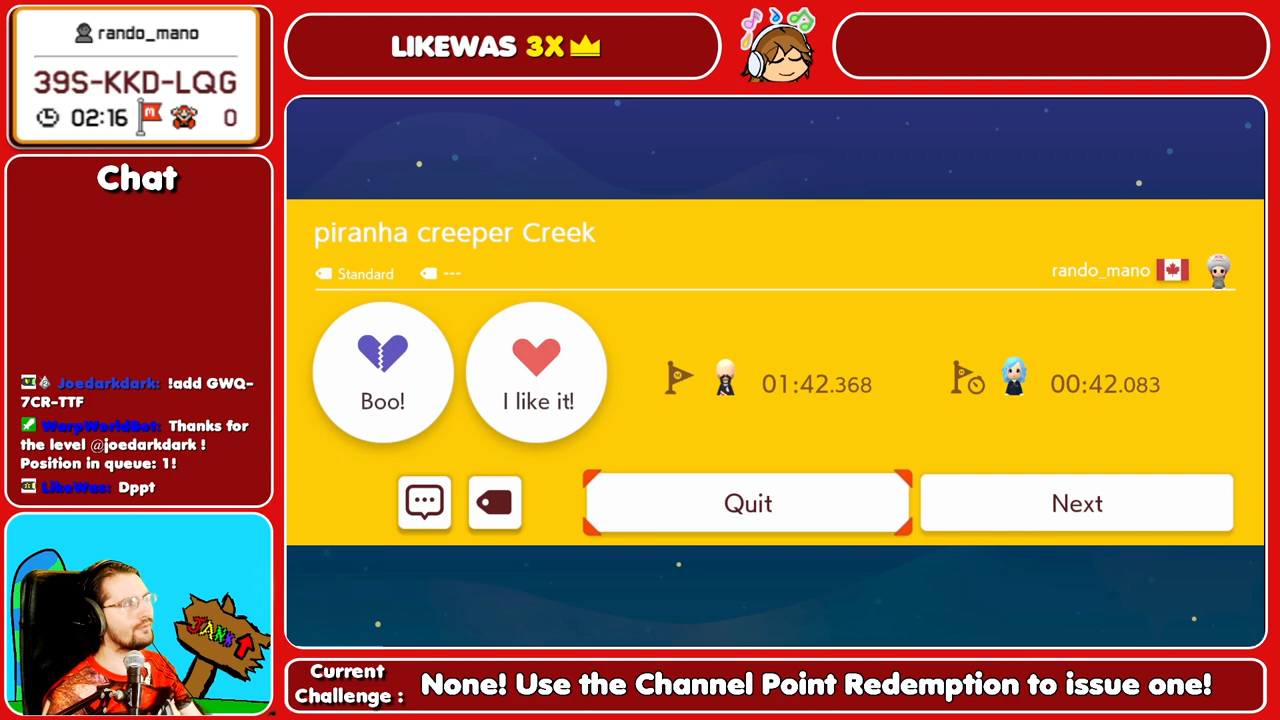 rando_mano
39S-KKD-LQG
02:16 0
Chat
Joedarkdark: !add GWQ-
7CR-TTF
WarpWorldBot: Thanks for
the level @joedarkdark !
Position in queue: 1!
LikeWas: Dppt
JANK
LIKEWAS 3X
piranha creeper Creek
Standard ---
rando_mano
Boo!
I like it!
01:42.368
00:42.083
Quit
Next
Current
Challenge :
None! Use the Channel Point Redemption to issue one!